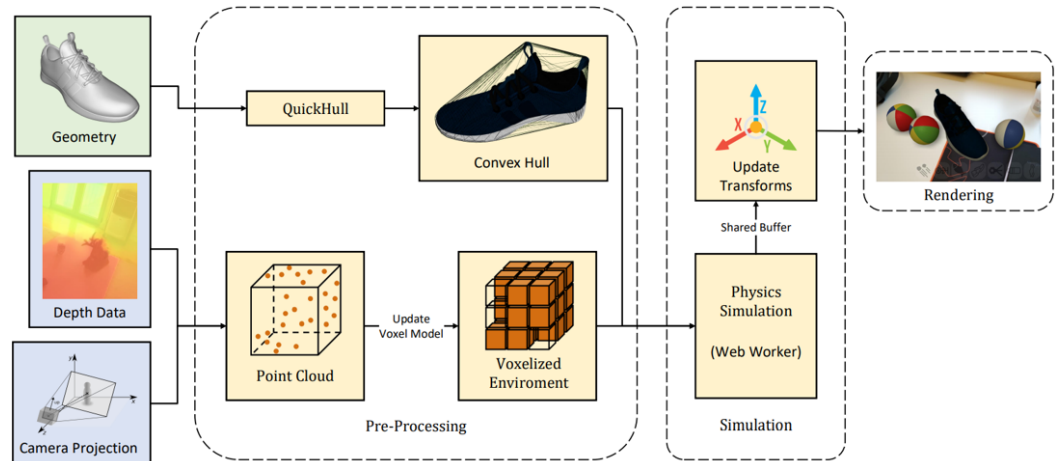 Geometry
QuickHull
Convex Hull
Z
X
Y
Update
Transforms
Rendering
Shared Buffer
Depth Data
Point Cloud
Update
Voxel Model
Voxelized
Enviroment
Physics
Simulation
(Web Worker)
y
x
z
Camera Projection
Pre-Processing
Simulation